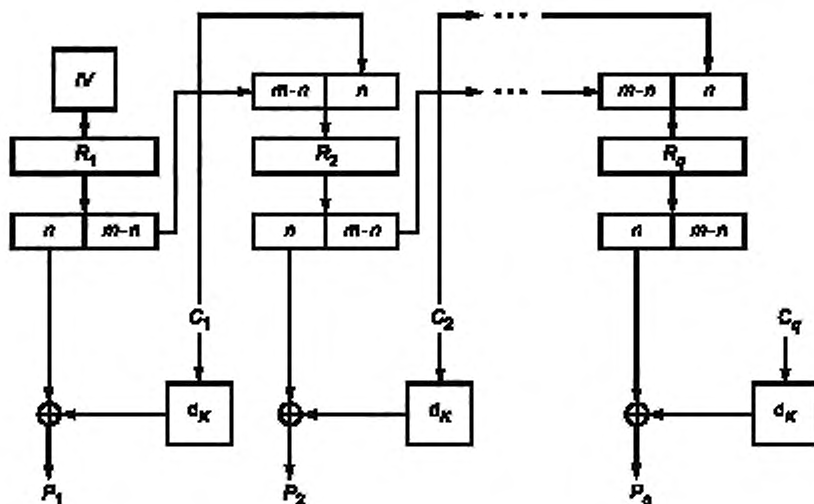 IV m-n n m-n n
R1 R2 Rq
n m-n n m-n n m-n
C1 C2 Cq
dK dK dK
P1 P2 Pq